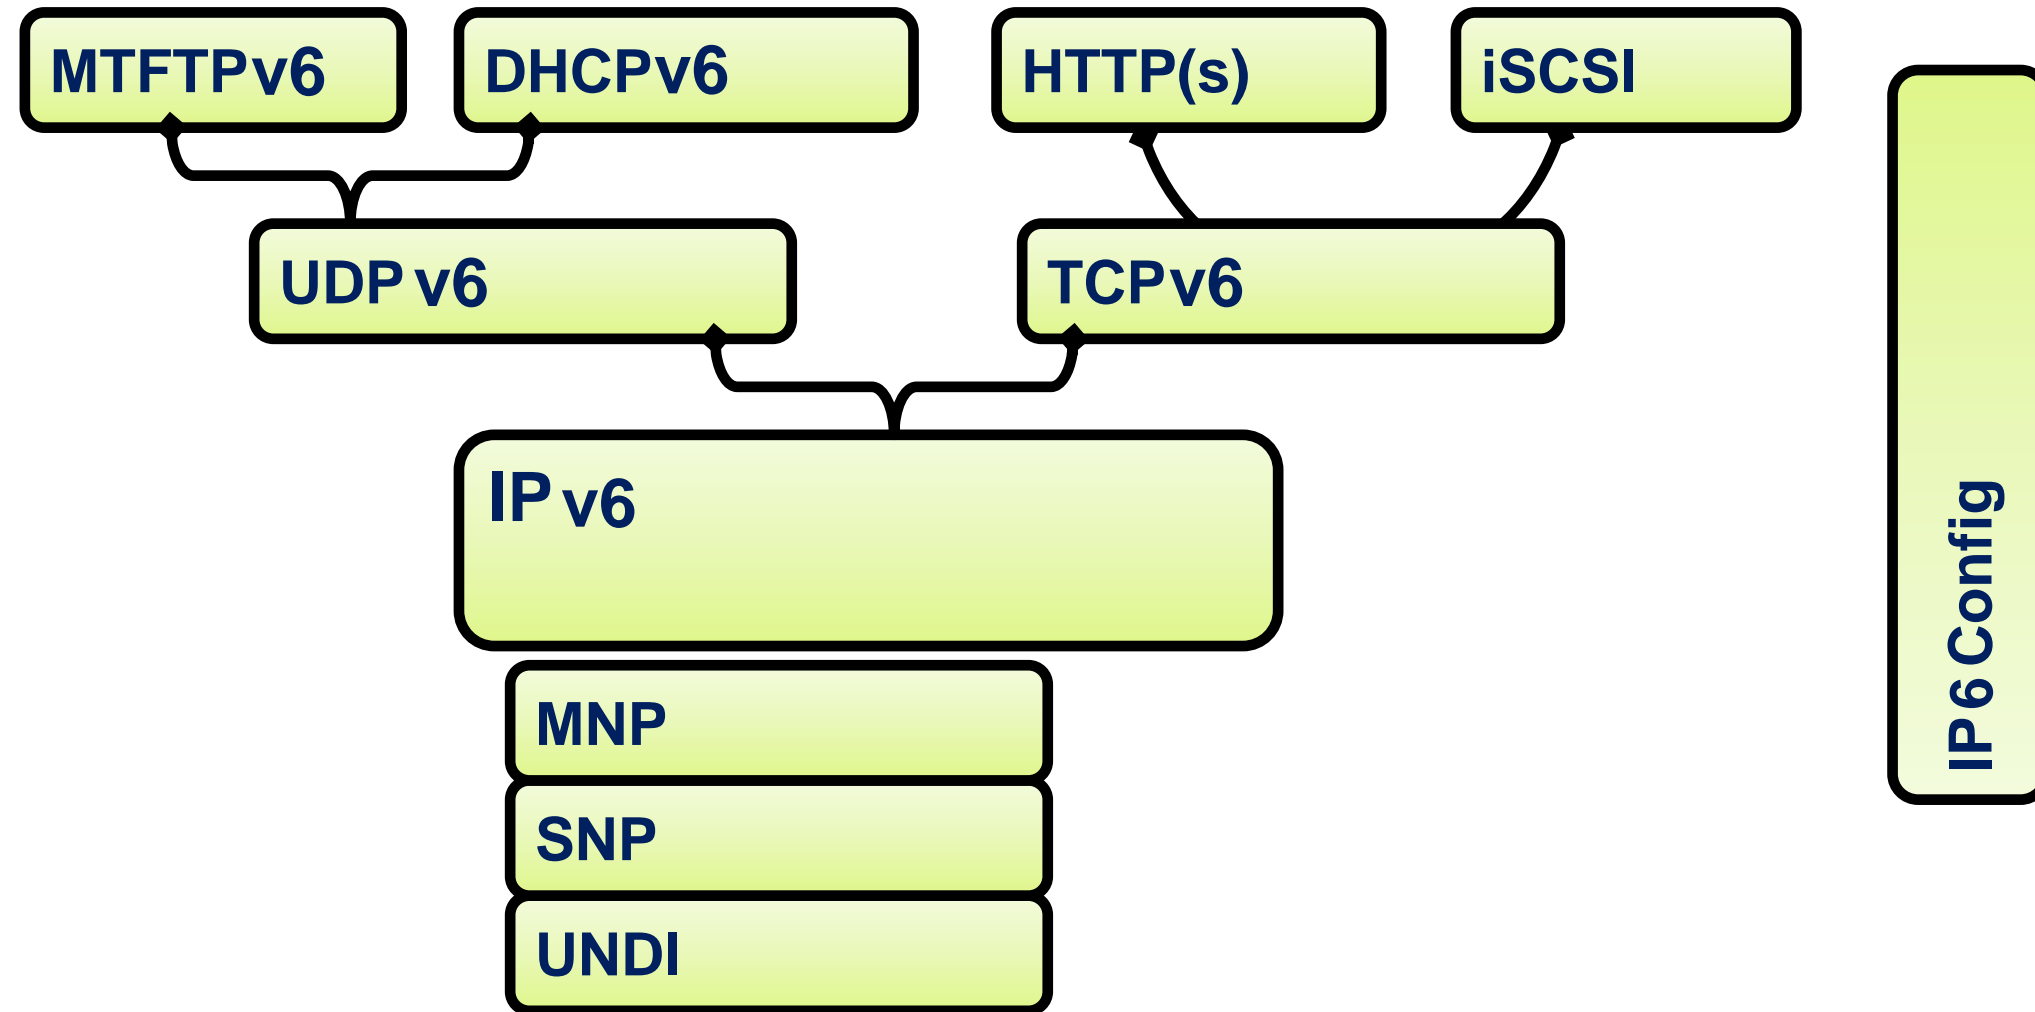 MTFTPv6
DHCPv6
HTTP(s)
iSCSI
UDP v6
TCPv6
IP v6
MNP
SNP
UNDI
IP6 Config